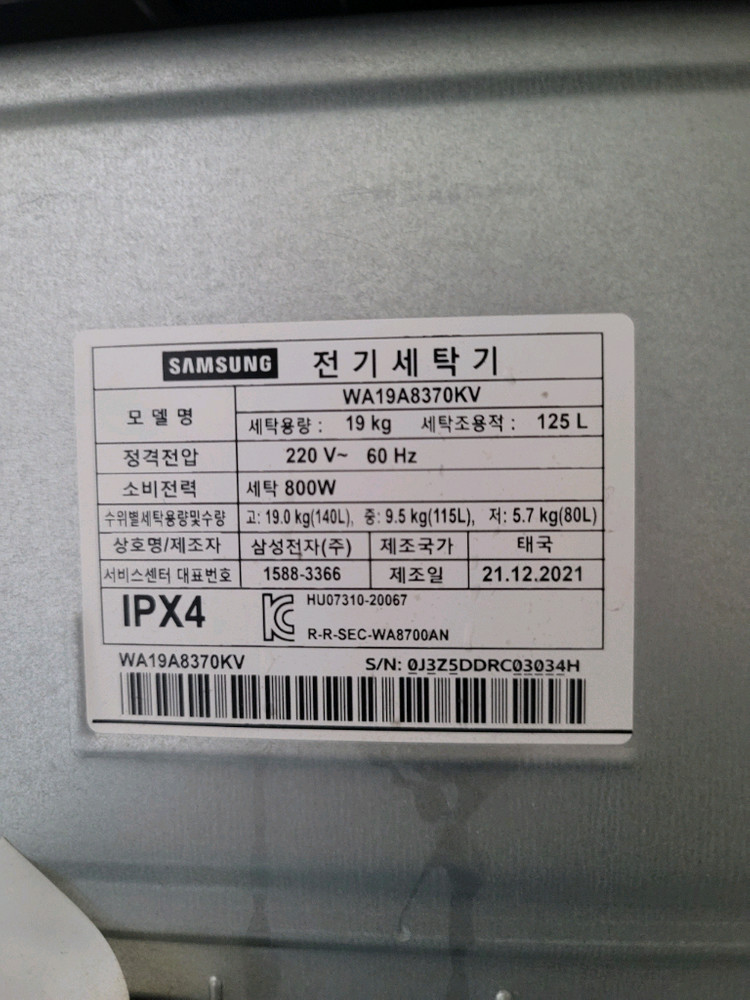 SAMSUNG 전기세탁기
모델명 WA19A8370KV
세탁용량 : 19 kg 세탁조용적 : 125 L
정격전압 220 V~ 60 Hz
소비전력 세탁 800W
수위별세탁용량및수량 고: 19.0 kg(140L), 중: 9.5 kg(115L), 저: 5.7 kg(80L)
상호명/제조자 삼성전자(주) 제조국가 태국
서비스센터 대표번호 1588-3366 제조일 21.12.2021
IPX4 HU07310-20067
R-R-SEC-WA8700AN
WA19A8370KV S/N: 0J3Z5DDRC03034H